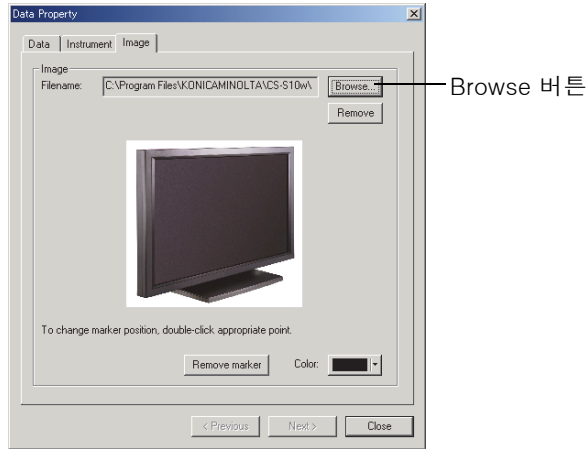 Data Property
Data Instrument Image
Image
Filename: C:\Program Files\KONICAMINOLTA\CS-S10w\ Browse... Browse 버튼
Remove
To change marker position, double-click appropriate point.
Remove marker Color:
< Previous Next > Close